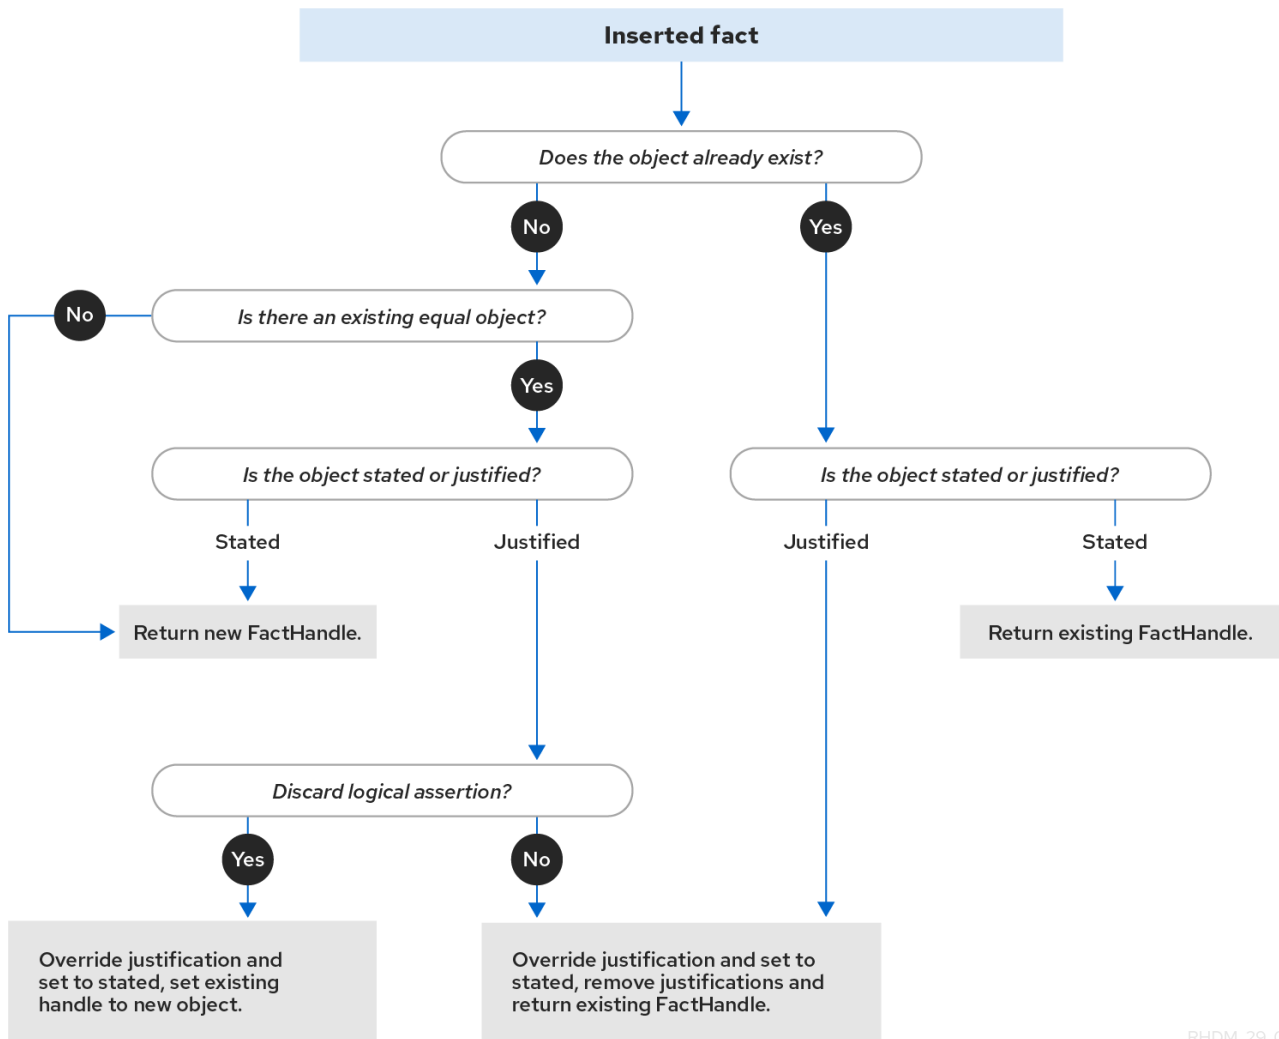 Inserted fact
Does the object already exist?
No
Yes
No
Is there an existing equal object?
Yes
Is the object stated or justified?
Is the object stated or justified?
Stated
Justified
Justified
Stated
Return new FactHandle.
Return existing FactHandle.
Discard logical assertion?
Yes
No
Override justification and
set to stated, set existing
handle to new object.
Override justification and set to
stated, remove justifications and
return existing FactHandle.
RHDM_29_